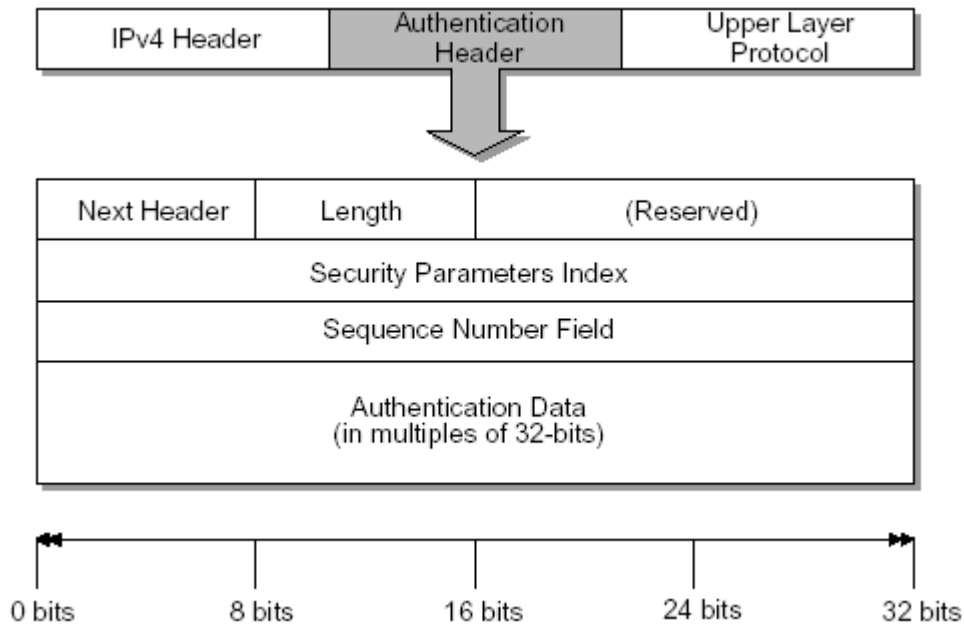 IPv4 Header
Authentication
Header
Upper Layer
Protocol
Next Header
Length
(Reserved)
Security Parameters Index
Sequence Number Field
Authentication Data
(in multiples of 32-bits)
0 bits
8 bits
16 bits
24 bits
32 bits